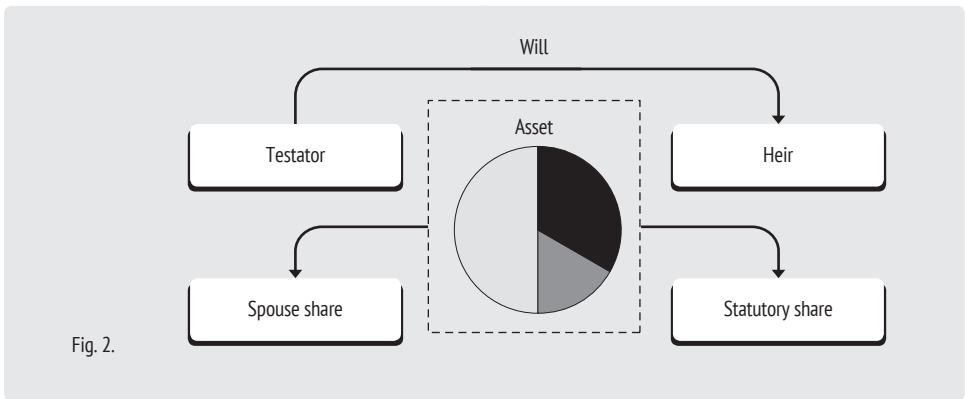 Will
Testator
Asset
Heir
Spouse share
Statutory share
Fig. 2.